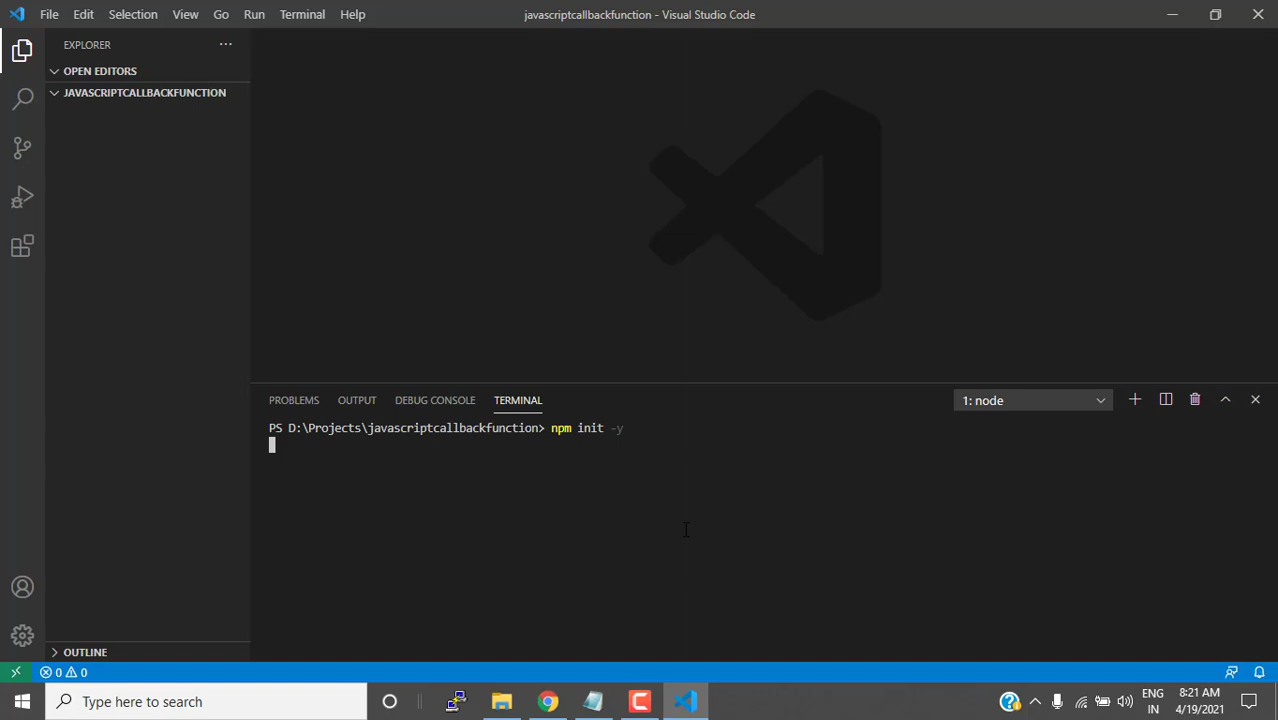 File Edit Selection View Go Run Terminal Help
javascriptcallbackfunction - Visual Studio Code
EXPLORER
OPEN EDITORS
JAVASCRIPTCALLBACKFUNCTION
PROBLEMS OUTPUT DEBUG CONSOLE TERMINAL
1: node
PS D:\Projects\javascriptcallbackfunction> npm init -y
OUTLINE
0 0
Type here to search
ENG
IN
8:21 AM
4/19/2021